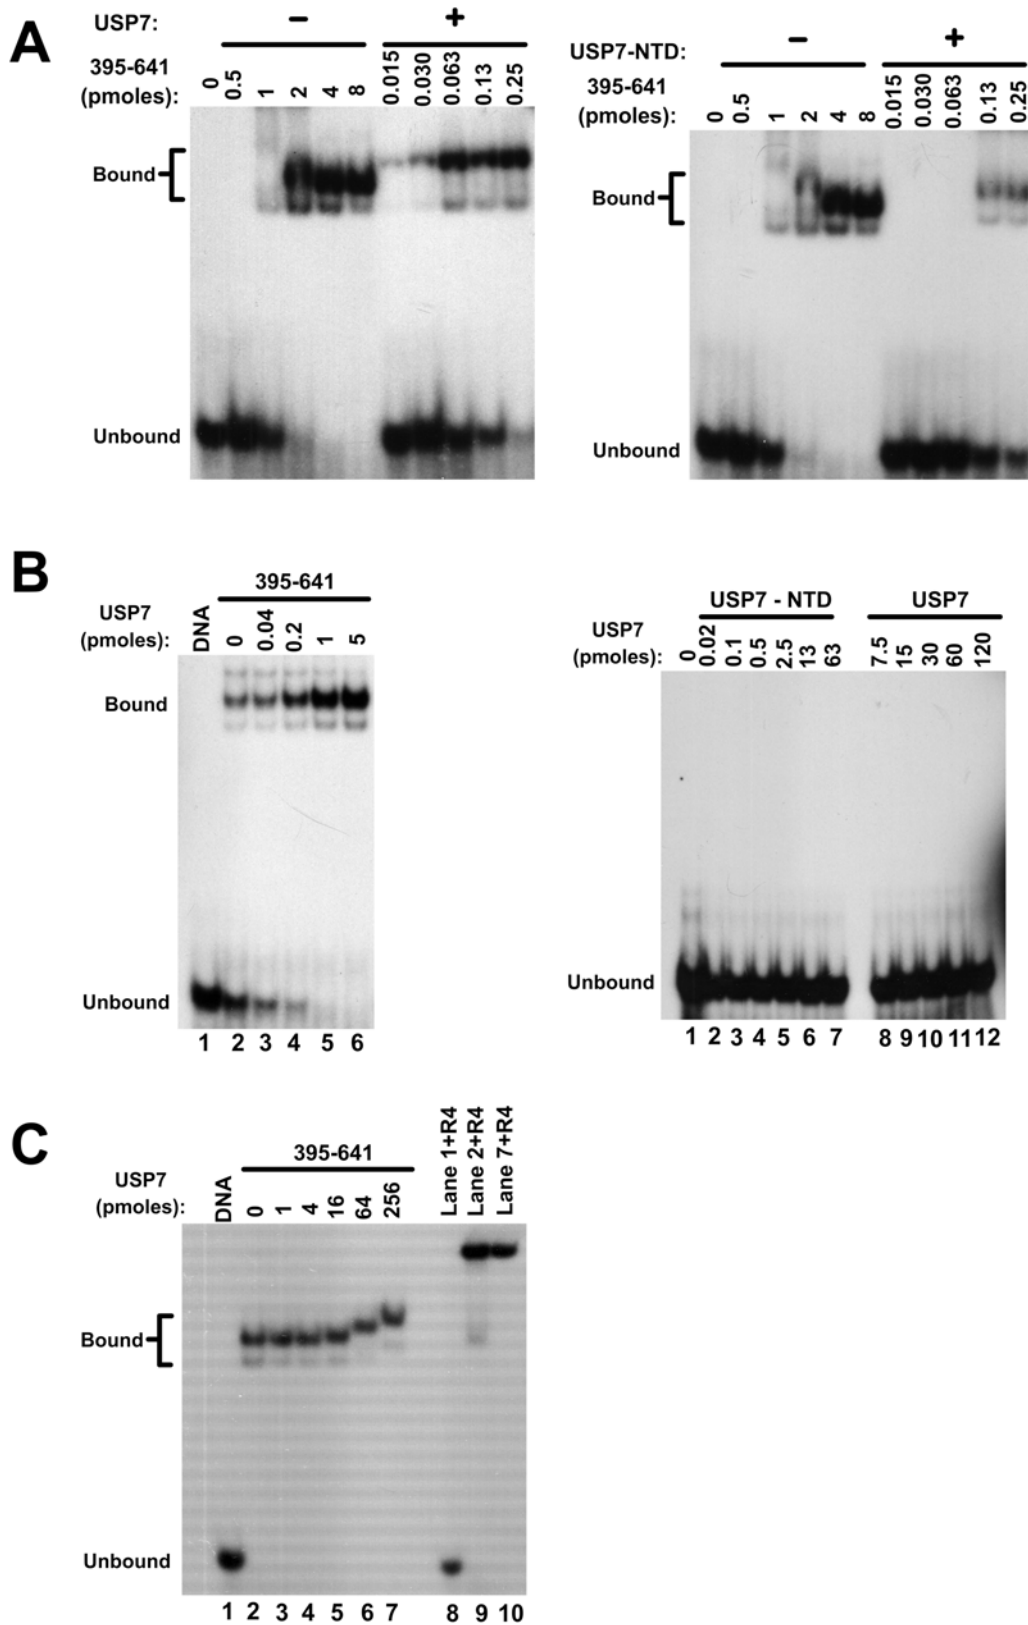 A
USP7: − +
395-641
(pmoles): 0 0.5 1 2 4 8 0.015 0.030 0.063 0.13 0.25
Bound
Unbound
USP7-NTD: − +
395-641
(pmoles): 0 0.5 1 2 4 8 0.015 0.030 0.063 0.13 0.25
Bound
Unbound
B
395-641
USP7
(pmoles): DNA 0 0.04 0.2 1 5
Bound
Unbound
1 2 3 4 5 6
USP7 - NTD USP7
USP7
(pmoles): 0 0.02 0.1 0.5 2.5 13 63 7.5 15 30 60 120
Unbound
1 2 3 4 5 6 7 8 9 10 11 12
C
395-641
USP7
(pmoles): DNA 0 1 4 16 64 256 Lane 1+R4 Lane 2+R4 Lane 7+R4
Bound
Unbound
1 2 3 4 5 6 7 8 9 10